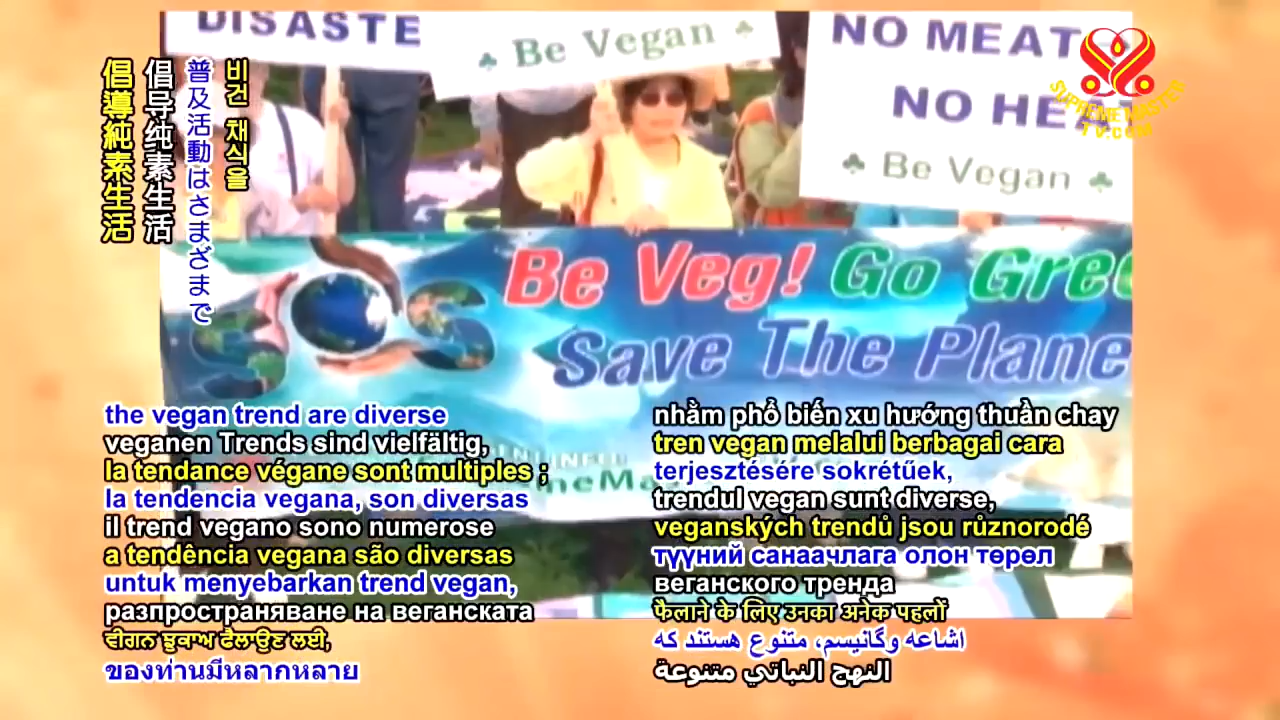 DISASTE
Be Vegan
NO MEAT
NO HEA
Be Vegan
SUPREME MASTER
TV.COM
倡導純素生活
倡导纯素生活
普及活動はさまざまで
비건 채식을
SOS
Be Veg! Go Gree
Save The Plane
the vegan trend are diverse
veganen Trends sind vielfältig,
la tendance végane sont multiples ;
la tendencia vegana, son diversas
il trend vegano sono numerose
a tendência vegana são diversas
untuk menyebarkan trend vegan,
разпространяване на веганската
ਵੀਗਨ ਝੁਕਾਅ ਫੈਲਾਉਣ ਲਈ,
ของท่านมีหลากหลาย
nhằm phổ biến xu hướng thuần chay
tren vegan melalui berbagai cara
terjesztésére sokrétűek,
trendul vegan sunt diverse,
veganských trendů jsou různorodé
түүний санаачлага олон төрөл
веганского тренда
फैलाने के लिए उनका अनेक पहलों
اشاعه وگانیسم، متنوع هستند که
النهج النباتي متنوعة